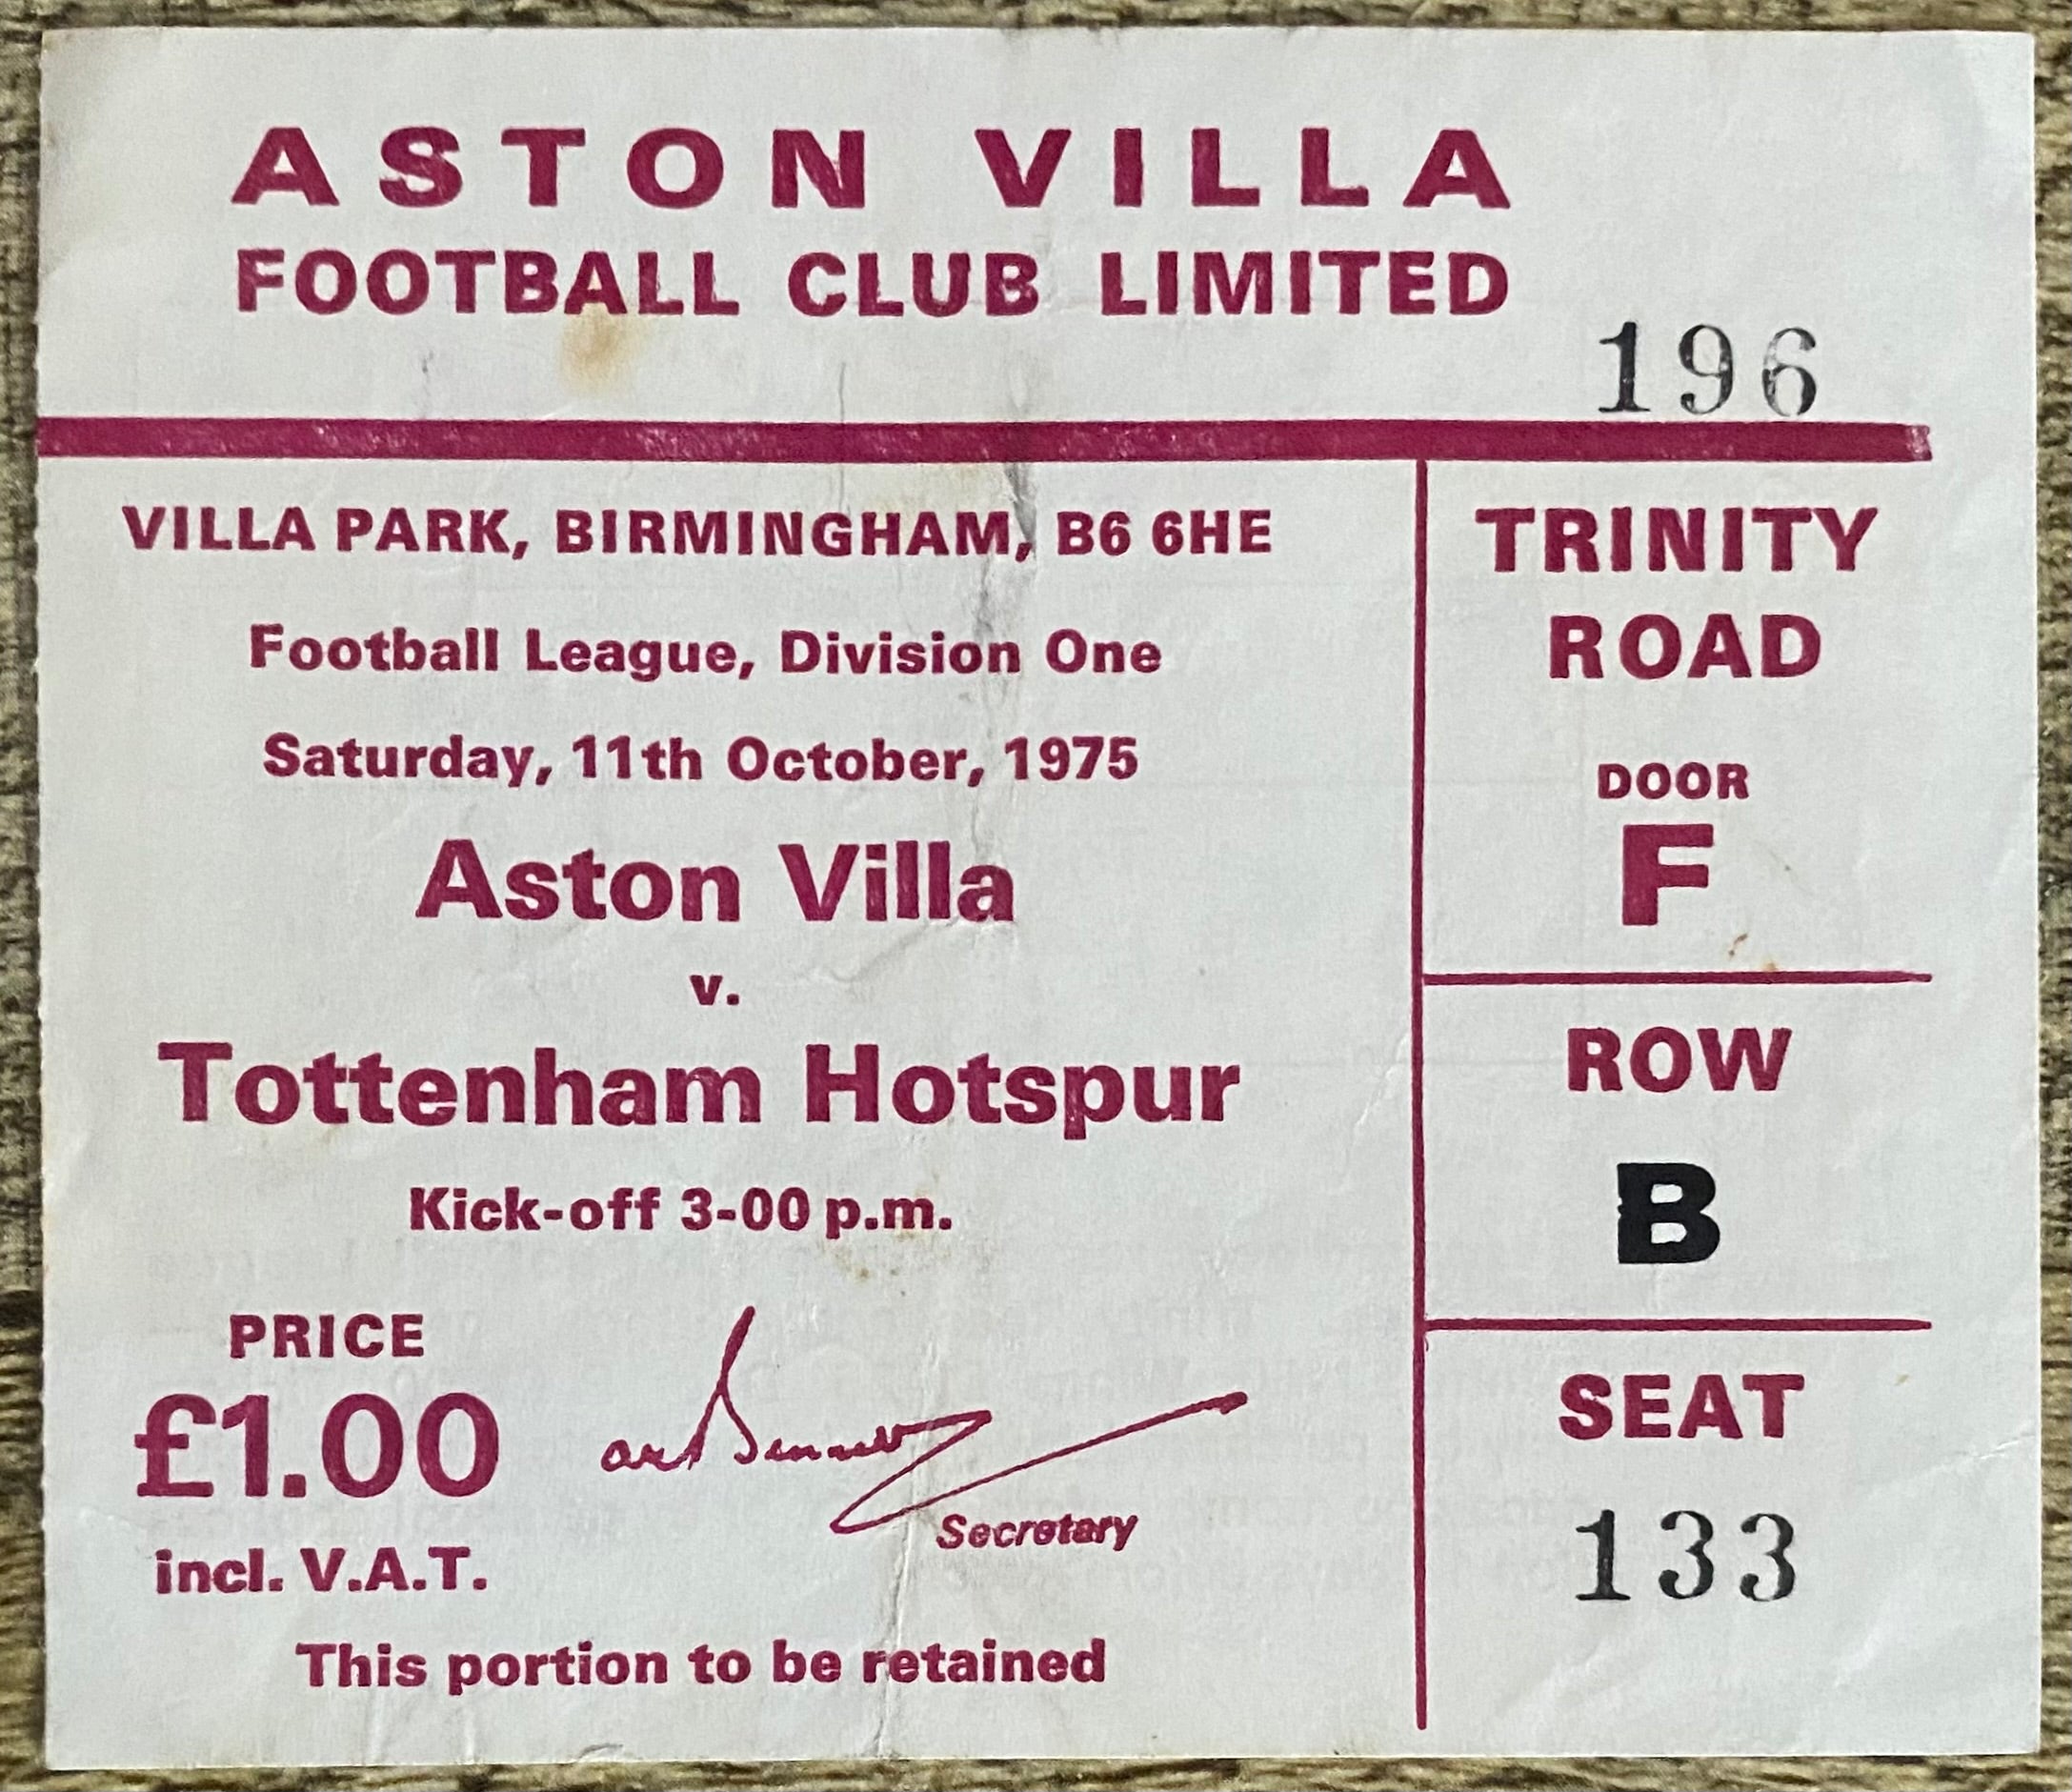 ASTON VILLA
FOOTBALL CLUB LIMITED
196
VILLA PARK, BIRMINGHAM, B6 6HE
Football League, Division One
Saturday, 11th October, 1975
Aston Villa
v.
Tottenham Hotspur
Kick-off 3-00 p.m.
PRICE
£1.00
incl. V.A.T.
Secretary
This portion to be retained
TRINITY
ROAD
DOOR
F
ROW
B
SEAT
133